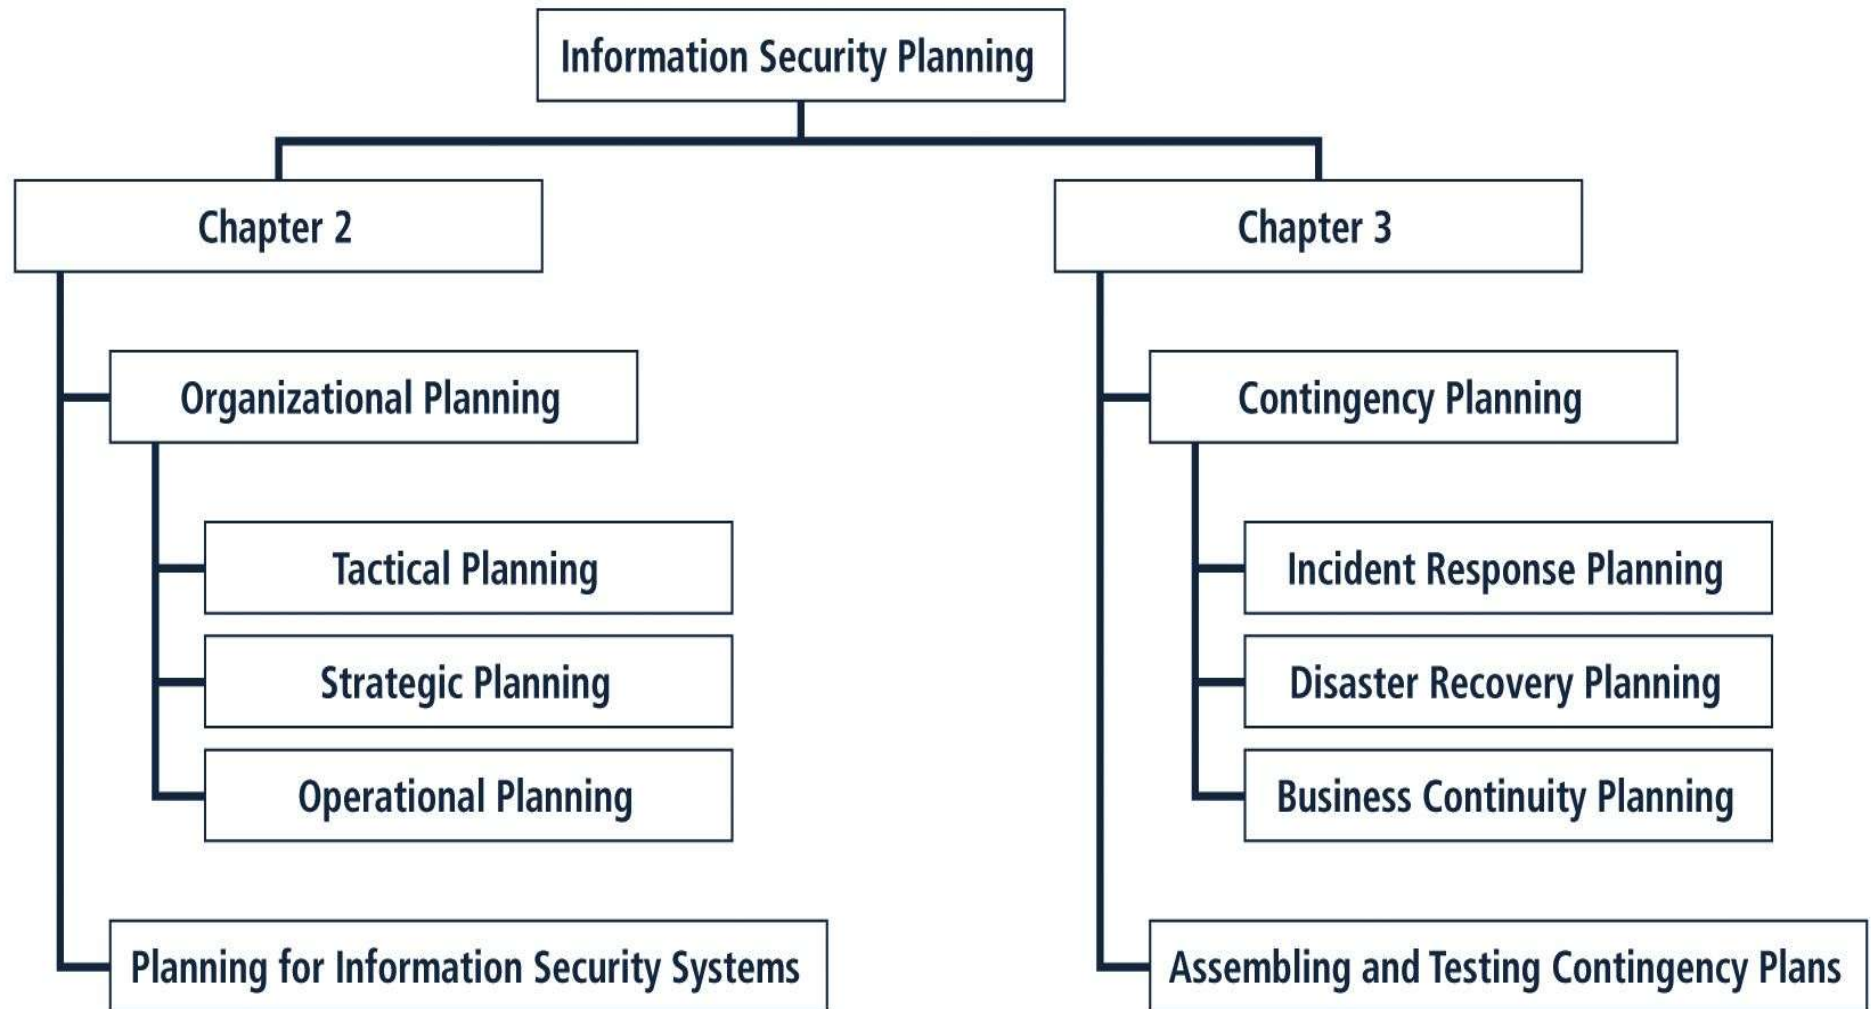 Information Security Planning
Chapter 2
Organizational Planning
Tactical Planning
Strategic Planning
Operational Planning
Planning for Information Security Systems
Chapter 3
Contingency Planning
Incident Response Planning
Disaster Recovery Planning
Business Continuity Planning
Assembling and Testing Contingency Plans